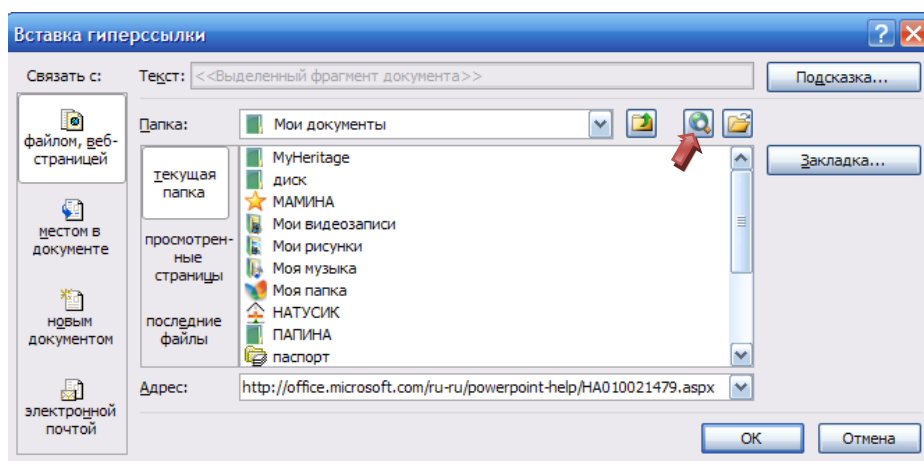 Вставка гиперссылки
Связать с:
Текст: <<Выделенный фрагмент документа>>
Подсказка...
файлом, веб-
страницей
местом в
документе
новым
документом
электронной
почтой
Папка:
Мои документы
текущая
папка
просмотрен-
ные
страницы
последние
файлы
MyHeritage
диск
МАМИНА
Мои видеозаписи
Мои рисунки
Моя музыка
Моя папка
НАТУСИК
ПАПИНА
паспорт
Закладка...
Адрес:
http://office.microsoft.com/ru-ru/powerpoint-help/HA010021479.aspx
ОК
Отмена